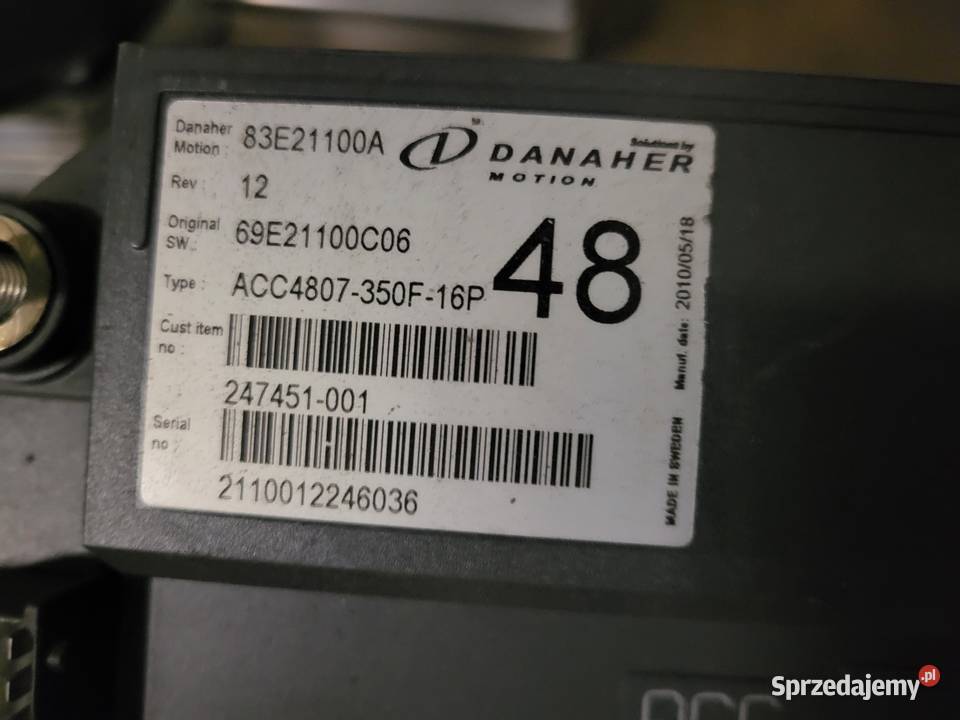 Danaher Motion : 83E21100A
Solutions by
DANAHER
MOTION
Rev : 12
Original SW.: 69E21100C06
48
Type : ACC4807-350F-16P
Cust item no :
247451-001
Serial no :
2110012246036
Manuf. date: 2010/05/18
MADE IN SWEDEN
Sprzedajemy.pl